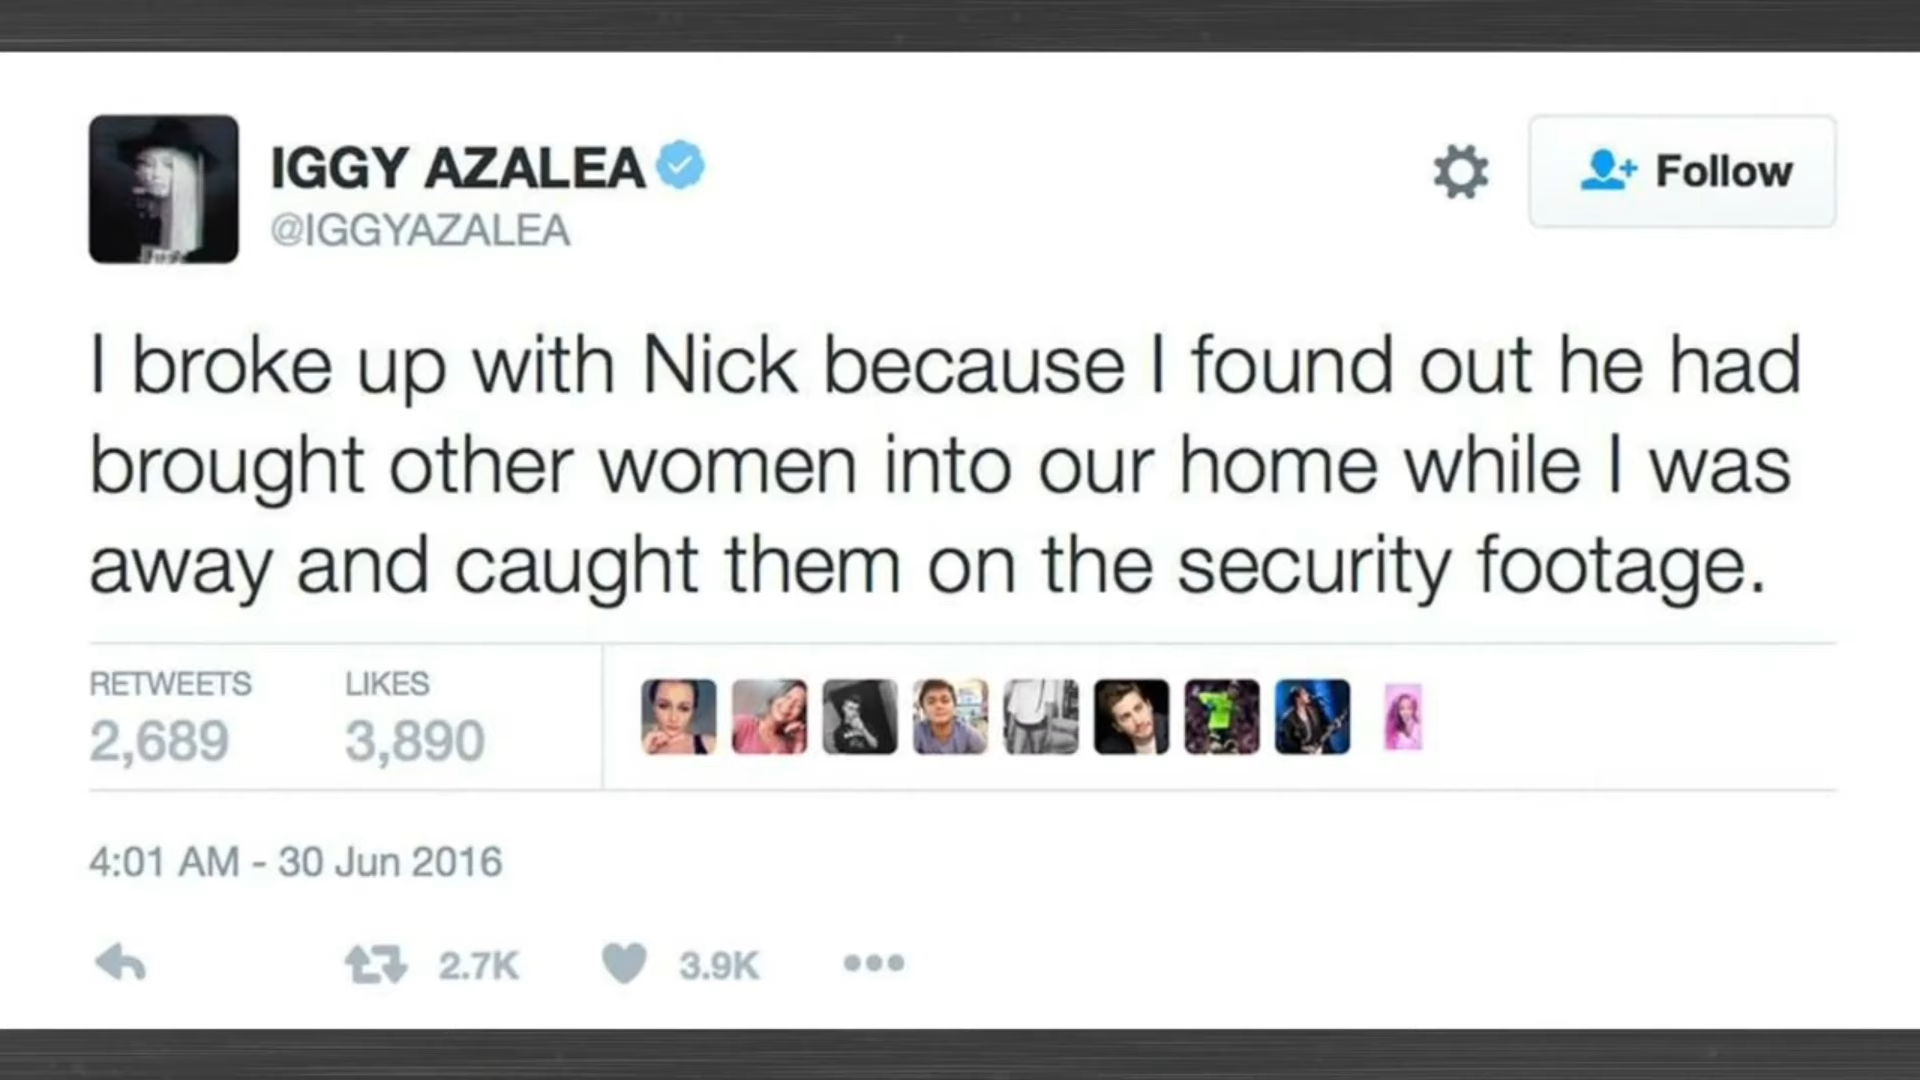 IGGY AZALEA
@IGGYAZALEA
Follow
I broke up with Nick because I found out he had
brought other women into our home while I was
away and caught them on the security footage.
RETWEETS LIKES
2,689 3,890
4:01 AM - 30 Jun 2016
2.7K 3.9K